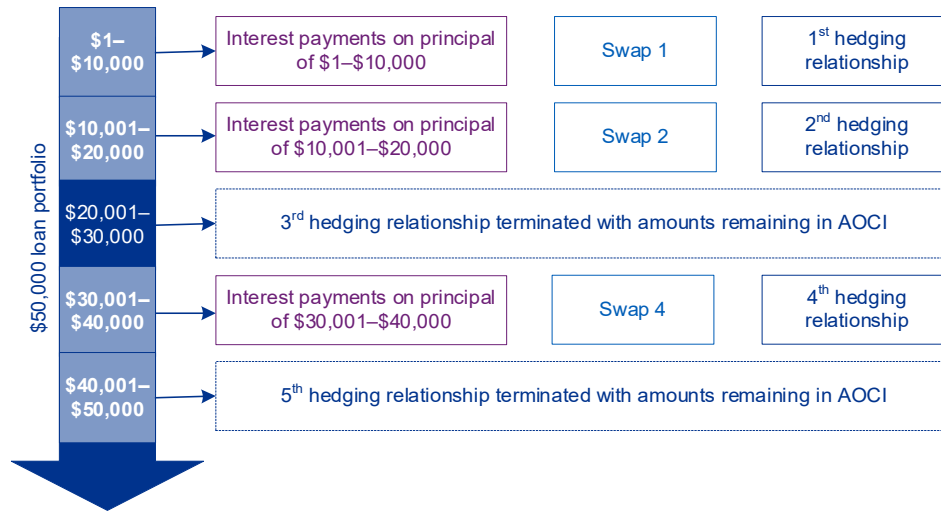 $50,000 loan portfolio
$1–
$10,000
Interest payments on principal
of $1–$10,000
Swap 1
1st hedging
relationship
$10,001–
$20,000
Interest payments on principal
of $10,001–$20,000
Swap 2
2nd hedging
relationship
$20,001–
$30,000
3rd hedging relationship terminated with amounts remaining in AOCI
$30,001–
$40,000
Interest payments on principal
of $30,001–$40,000
Swap 4
4th hedging
relationship
$40,001–
$50,000
5th hedging relationship terminated with amounts remaining in AOCI